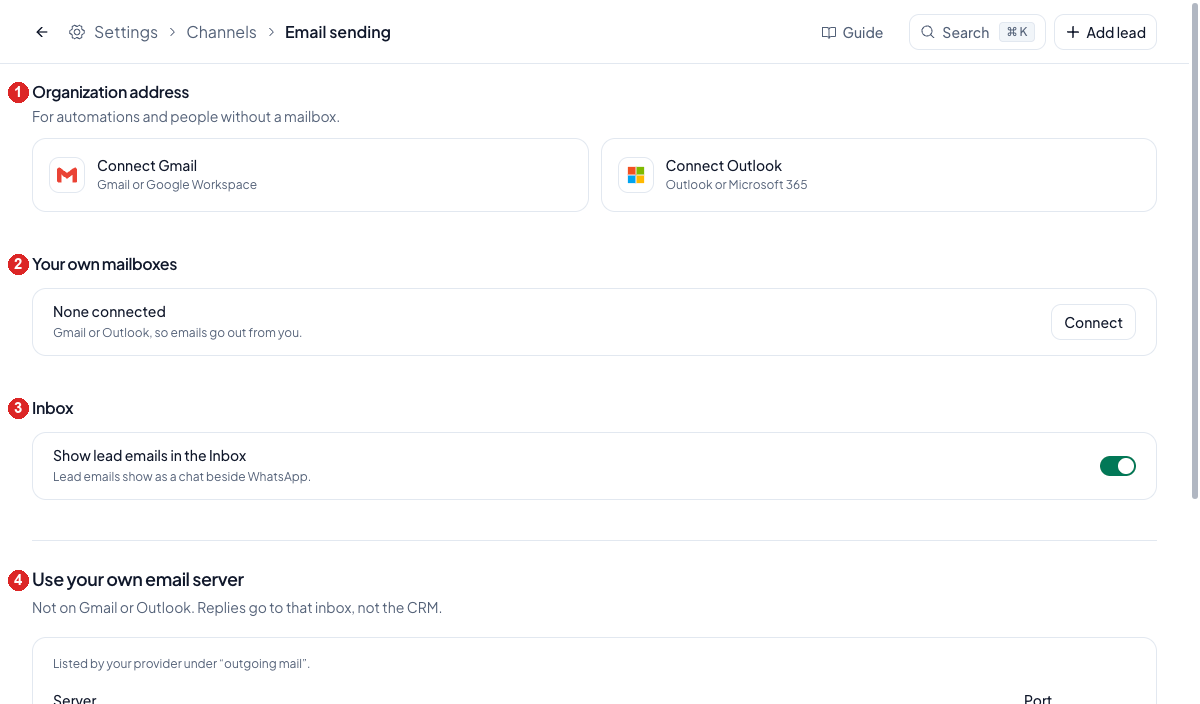 Settings > Channels > Email sending
Guide
Search ⌘ K
+ Add lead
1 Organization address
For automations and people without a mailbox.
Connect Gmail
Gmail or Google Workspace
Connect Outlook
Outlook or Microsoft 365
2 Your own mailboxes
None connected
Gmail or Outlook, so emails go out from you.
Connect
3 Inbox
Show lead emails in the Inbox
Lead emails show as a chat beside WhatsApp.
4 Use your own email server
Not on Gmail or Outlook. Replies go to that inbox, not the CRM.
Listed by your provider under “outgoing mail”.
Server
Port